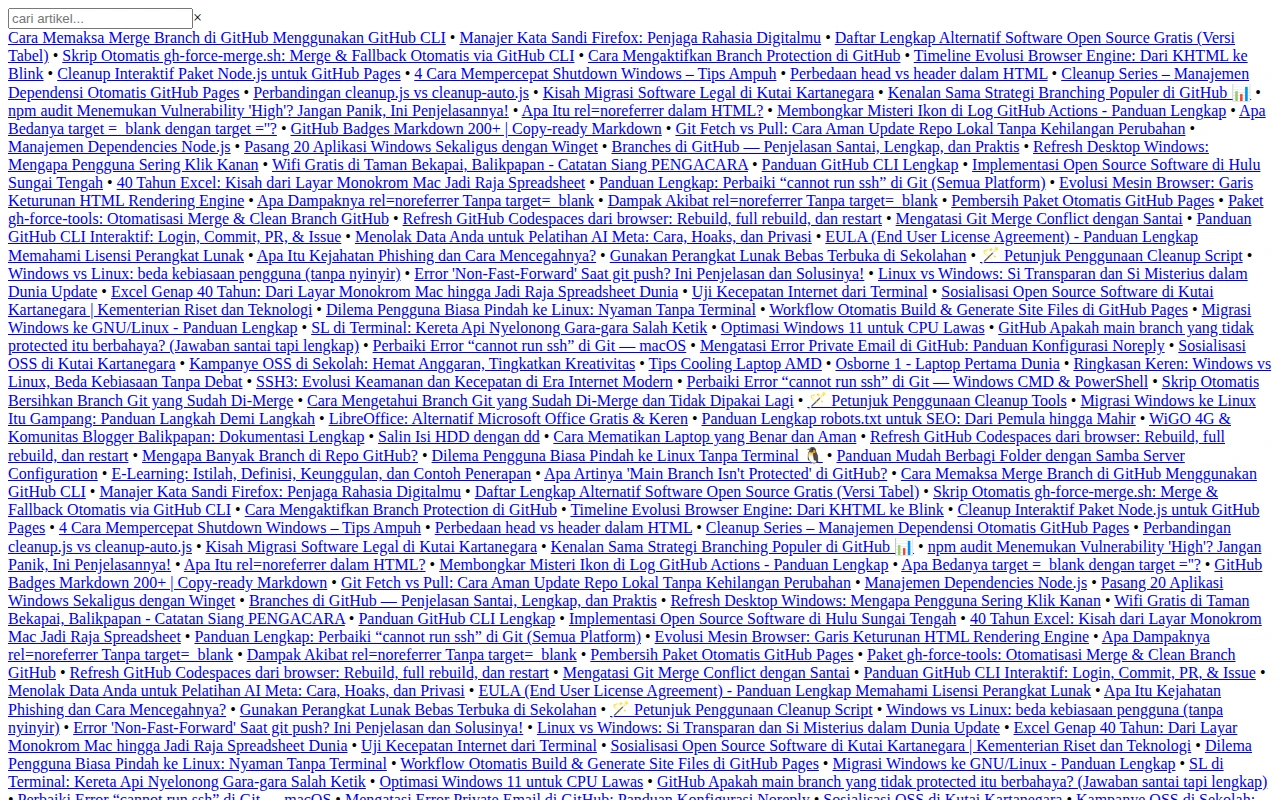 cari artikel... ×
Cara Memaksa Merge Branch di GitHub Menggunakan GitHub CLI • Manajer Kata Sandi Firefox: Penjaga Rahasia Digitalmu • Daftar Lengkap Alternatif Software Open Source Gratis (Versi
Tabel) • Skrip Otomatis gh-force-merge.sh: Merge & Fallback Otomatis via GitHub CLI • Cara Mengaktifkan Branch Protection di GitHub • Timeline Evolusi Browser Engine: Dari KHTML ke
Blink • Cleanup Interaktif Paket Node.js untuk GitHub Pages • 4 Cara Mempercepat Shutdown Windows – Tips Ampuh • Perbedaan head vs header dalam HTML • Cleanup Series – Manajemen
Dependensi Otomatis GitHub Pages • Perbandingan cleanup.js vs cleanup-auto.js • Kisah Migrasi Software Legal di Kutai Kartanegara • Kenalan Sama Strategi Branching Populer di GitHub 📊 •
npm audit Menemukan Vulnerability 'High'? Jangan Panik, Ini Penjelasannya! • Apa Itu rel=noreferrer dalam HTML? • Membongkar Misteri Ikon di Log GitHub Actions - Panduan Lengkap • Apa
Bedanya target =_blank dengan target =''? • GitHub Badges Markdown 200+ | Copy-ready Markdown • Git Fetch vs Pull: Cara Aman Update Repo Lokal Tanpa Kehilangan Perubahan •
Manajemen Dependencies Node.js • Pasang 20 Aplikasi Windows Sekaligus dengan Winget • Branches di GitHub — Penjelasan Santai, Lengkap, dan Praktis • Refresh Desktop Windows:
Mengapa Pengguna Sering Klik Kanan • Wifi Gratis di Taman Bekapai, Balikpapan - Catatan Siang PENGACARA • Panduan GitHub CLI Lengkap • Implementasi Open Source Software di Hulu
Sungai Tengah • 40 Tahun Excel: Kisah dari Layar Monokrom Mac Jadi Raja Spreadsheet • Panduan Lengkap: Perbaiki “cannot run ssh” di Git (Semua Platform) • Evolusi Mesin Browser: Garis
Keturunan HTML Rendering Engine • Apa Dampaknya rel=noreferrer Tanpa target=_blank • Dampak Akibat rel=noreferrer Tanpa target=_blank • Pembersih Paket Otomatis GitHub Pages • Paket
gh-force-tools: Otomatisasi Merge & Clean Branch GitHub • Refresh GitHub Codespaces dari browser: Rebuild, full rebuild, dan restart • Mengatasi Git Merge Conflict dengan Santai • Panduan
GitHub CLI Interaktif: Login, Commit, PR, & Issue • Menolak Data Anda untuk Pelatihan AI Meta: Cara, Hoaks, dan Privasi • EULA (End User License Agreement) - Panduan Lengkap
Memahami Lisensi Perangkat Lunak • Apa Itu Kejahatan Phishing dan Cara Mencegahnya? • Gunakan Perangkat Lunak Bebas Terbuka di Sekolahan • 🪄 Petunjuk Penggunaan Cleanup Script •
Windows vs Linux: beda kebiasaan pengguna (tanpa nyinyir) • Error 'Non-Fast-Forward' Saat git push? Ini Penjelasan dan Solusinya! • Linux vs Windows: Si Transparan dan Si Misterius dalam
Dunia Update • Excel Genap 40 Tahun: Dari Layar Monokrom Mac hingga Jadi Raja Spreadsheet Dunia • Uji Kecepatan Internet dari Terminal • Sosialisasi Open Source Software di Kutai
Kartanegara | Kementerian Riset dan Teknologi • Dilema Pengguna Biasa Pindah ke Linux: Nyaman Tanpa Terminal • Workflow Otomatis Build & Generate Site Files di GitHub Pages • Migrasi
Windows ke GNU/Linux - Panduan Lengkap • SL di Terminal: Kereta Api Nyelonong Gara-gara Salah Ketik • Optimasi Windows 11 untuk CPU Lawas • GitHub Apakah main branch yang tidak
protected itu berbahaya? (Jawaban santai tapi lengkap) • Perbaiki Error “cannot run ssh” di Git — macOS • Mengatasi Error Private Email di GitHub: Panduan Konfigurasi Noreply • Sosialisasi
OSS di Kutai Kartanegara • Kampanye OSS di Sekolah: Hemat Anggaran, Tingkatkan Kreativitas • Tips Cooling Laptop AMD • Osborne 1 - Laptop Pertama Dunia • Ringkasan Keren: Windows vs
Linux, Beda Kebiasaan Tanpa Debat • SSH3: Evolusi Keamanan dan Kecepatan di Era Internet Modern • Perbaiki Error “cannot run ssh” di Git — Windows CMD & PowerShell • Skrip Otomatis
Bersihkan Branch Git yang Sudah Di-Merge • Cara Mengetahui Branch Git yang Sudah Di-Merge dan Tidak Dipakai Lagi • 🪄 Petunjuk Penggunaan Cleanup Tools • Migrasi Windows ke Linux
Itu Gampang: Panduan Langkah Demi Langkah • LibreOffice: Alternatif Microsoft Office Gratis & Keren • Panduan Lengkap robots.txt untuk SEO: Dari Pemula hingga Mahir • WiGO 4G &
Komunitas Blogger Balikpapan: Dokumentasi Lengkap • Salin Isi HDD dengan dd • Cara Mematikan Laptop yang Benar dan Aman • Refresh GitHub Codespaces dari browser: Rebuild, full
rebuild, dan restart • Mengapa Banyak Branch di Repo GitHub? • Dilema Pengguna Biasa Pindah ke Linux Tanpa Terminal 🐧 • Panduan Mudah Berbagi Folder dengan Samba Server
Configuration • E-Learning: Istilah, Definisi, Keunggulan, dan Contoh Penerapan • Apa Artinya 'Main Branch Isn't Protected' di GitHub? • Cara Memaksa Merge Branch di GitHub Menggunakan
GitHub CLI • Manajer Kata Sandi Firefox: Penjaga Rahasia Digitalmu • Daftar Lengkap Alternatif Software Open Source Gratis (Versi Tabel) • Skrip Otomatis gh-force-merge.sh: Merge &
Fallback Otomatis via GitHub CLI • Cara Mengaktifkan Branch Protection di GitHub • Timeline Evolusi Browser Engine: Dari KHTML ke Blink • Cleanup Interaktif Paket Node.js untuk GitHub
Pages • 4 Cara Mempercepat Shutdown Windows – Tips Ampuh • Perbedaan head vs header dalam HTML • Cleanup Series – Manajemen Dependensi Otomatis GitHub Pages • Perbandingan
cleanup.js vs cleanup-auto.js • Kisah Migrasi Software Legal di Kutai Kartanegara • Kenalan Sama Strategi Branching Populer di GitHub 📊 • npm audit Menemukan Vulnerability 'High'? Jangan
Panik, Ini Penjelasannya! • Apa Itu rel=noreferrer dalam HTML? • Membongkar Misteri Ikon di Log GitHub Actions - Panduan Lengkap • Apa Bedanya target =_blank dengan target =''? • GitHub
Badges Markdown 200+ | Copy-ready Markdown • Git Fetch vs Pull: Cara Aman Update Repo Lokal Tanpa Kehilangan Perubahan • Manajemen Dependencies Node.js • Pasang 20 Aplikasi
Windows Sekaligus dengan Winget • Branches di GitHub — Penjelasan Santai, Lengkap, dan Praktis • Refresh Desktop Windows: Mengapa Pengguna Sering Klik Kanan • Wifi Gratis di Taman
Bekapai, Balikpapan - Catatan Siang PENGACARA • Panduan GitHub CLI Lengkap • Implementasi Open Source Software di Hulu Sungai Tengah • 40 Tahun Excel: Kisah dari Layar Monokrom
Mac Jadi Raja Spreadsheet • Panduan Lengkap: Perbaiki “cannot run ssh” di Git (Semua Platform) • Evolusi Mesin Browser: Garis Keturunan HTML Rendering Engine • Apa Dampaknya
rel=noreferrer Tanpa target=_blank • Dampak Akibat rel=noreferrer Tanpa target=_blank • Pembersih Paket Otomatis GitHub Pages • Paket gh-force-tools: Otomatisasi Merge & Clean Branch
GitHub • Refresh GitHub Codespaces dari browser: Rebuild, full rebuild, dan restart • Mengatasi Git Merge Conflict dengan Santai • Panduan GitHub CLI Interaktif: Login, Commit, PR, & Issue •
Menolak Data Anda untuk Pelatihan AI Meta: Cara, Hoaks, dan Privasi • EULA (End User License Agreement) - Panduan Lengkap Memahami Lisensi Perangkat Lunak • Apa Itu Kejahatan
Phishing dan Cara Mencegahnya? • Gunakan Perangkat Lunak Bebas Terbuka di Sekolahan • 🪄 Petunjuk Penggunaan Cleanup Script • Windows vs Linux: beda kebiasaan pengguna (tanpa
nyinyir) • Error 'Non-Fast-Forward' Saat git push? Ini Penjelasan dan Solusinya! • Linux vs Windows: Si Transparan dan Si Misterius dalam Dunia Update • Excel Genap 40 Tahun: Dari Layar
Monokrom Mac hingga Jadi Raja Spreadsheet Dunia • Uji Kecepatan Internet dari Terminal • Sosialisasi Open Source Software di Kutai Kartanegara | Kementerian Riset dan Teknologi • Dilema
Pengguna Biasa Pindah ke Linux: Nyaman Tanpa Terminal • Workflow Otomatis Build & Generate Site Files di GitHub Pages • Migrasi Windows ke GNU/Linux - Panduan Lengkap • SL di
Terminal: Kereta Api Nyelonong Gara-gara Salah Ketik • Optimasi Windows 11 untuk CPU Lawas • GitHub Apakah main branch yang tidak protected itu berbahaya? (Jawaban santai tapi lengkap)
• Perbaiki Error “cannot run ssh” di Git — macOS • Mengatasi Error Private Email di GitHub: Panduan Konfigurasi Noreply • Sosialisasi OSS di Kutai Kartanegara • Kampanye OSS di Sekolah: